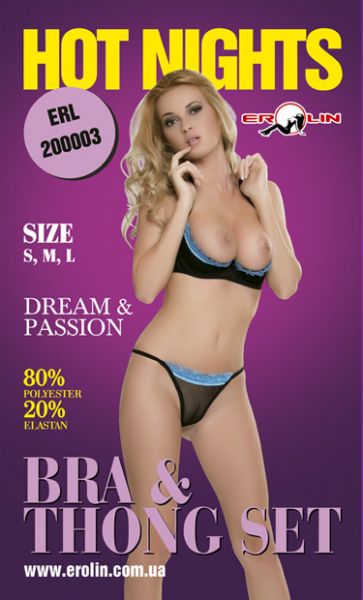 HOT NIGHTS
ERL
200003
EROLIN
SIZE
S, M, L
DREAM &
PASSION
80%
POLYESTER
20%
ELASTAN
BRA &
THONG SET
www.erolin.com.ua